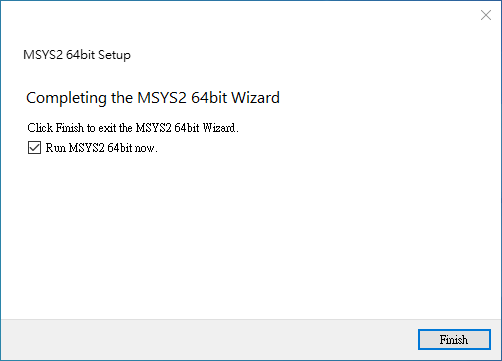 MSYS2 64bit Setup
Completing the MSYS2 64bit Wizard
Click Finish to exit the MSYS2 64bit Wizard.
Run MSYS2 64bit now.
Finish